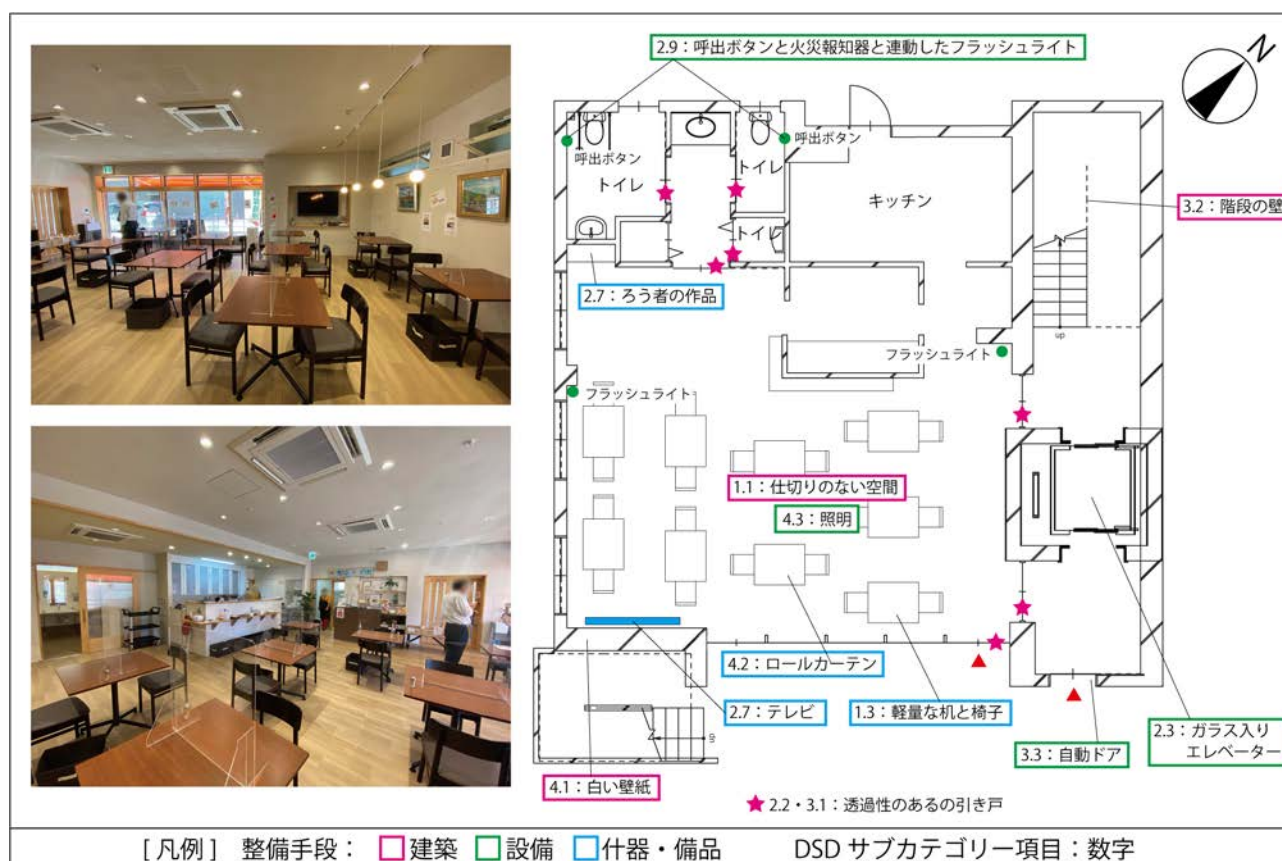 2.9：呼出ボタンと火災報知器と連動したフラッシュライト
N
呼出ボタン
呼出ボタン
トイレ
トイレ
キッチン
3.2：階段の壁
トイレ
2.7：ろう者の作品
up
フラッシュライト
フラッシュライト
1.1：仕切りのない空間
4.3：照明
4.2：ロールカーテン
2.7：テレビ
1.3：軽量な机と椅子
2.3：ガラス入り
エレベーター
3.3：自動ドア
dn
4.1：白い壁紙
★ 2.2・3.1：透過性のあるの引き戸
[ 凡例 ] 整備手段： □建築 □設備 □什器・備品 DSD サブカテゴリー項目：数字